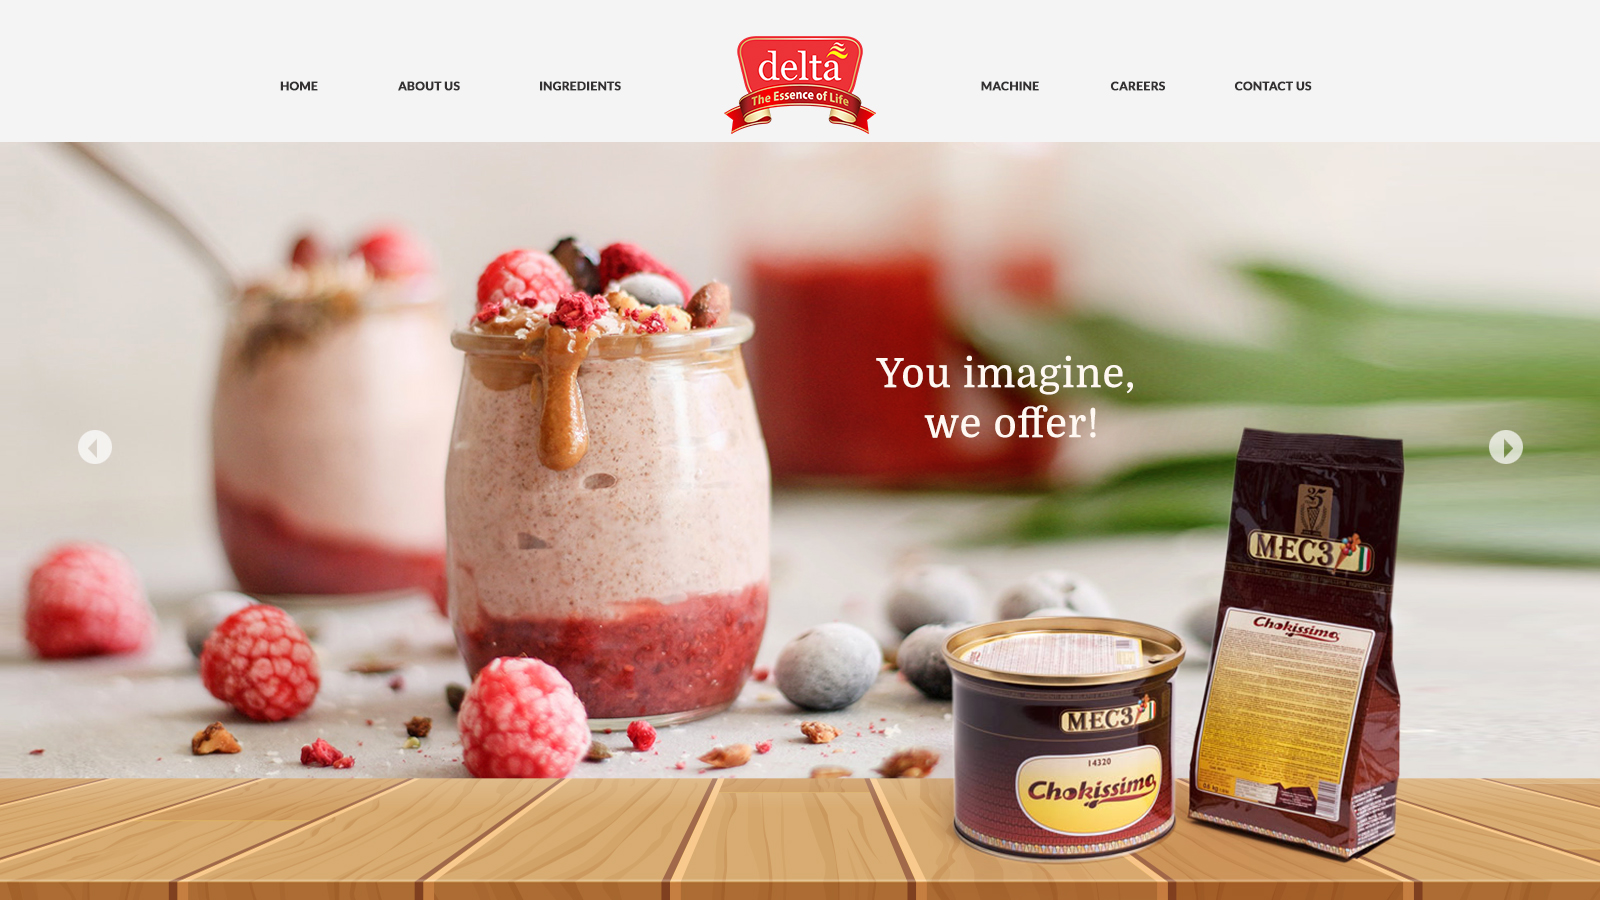 HOME
ABOUT US
INGREDIENTS
delta
The Essence of Life
MACHINE
CAREERS
CONTACT US
You imagine,
we offer!
25
MEC3
Chokissimo
MEC3
14320
Chokissimo